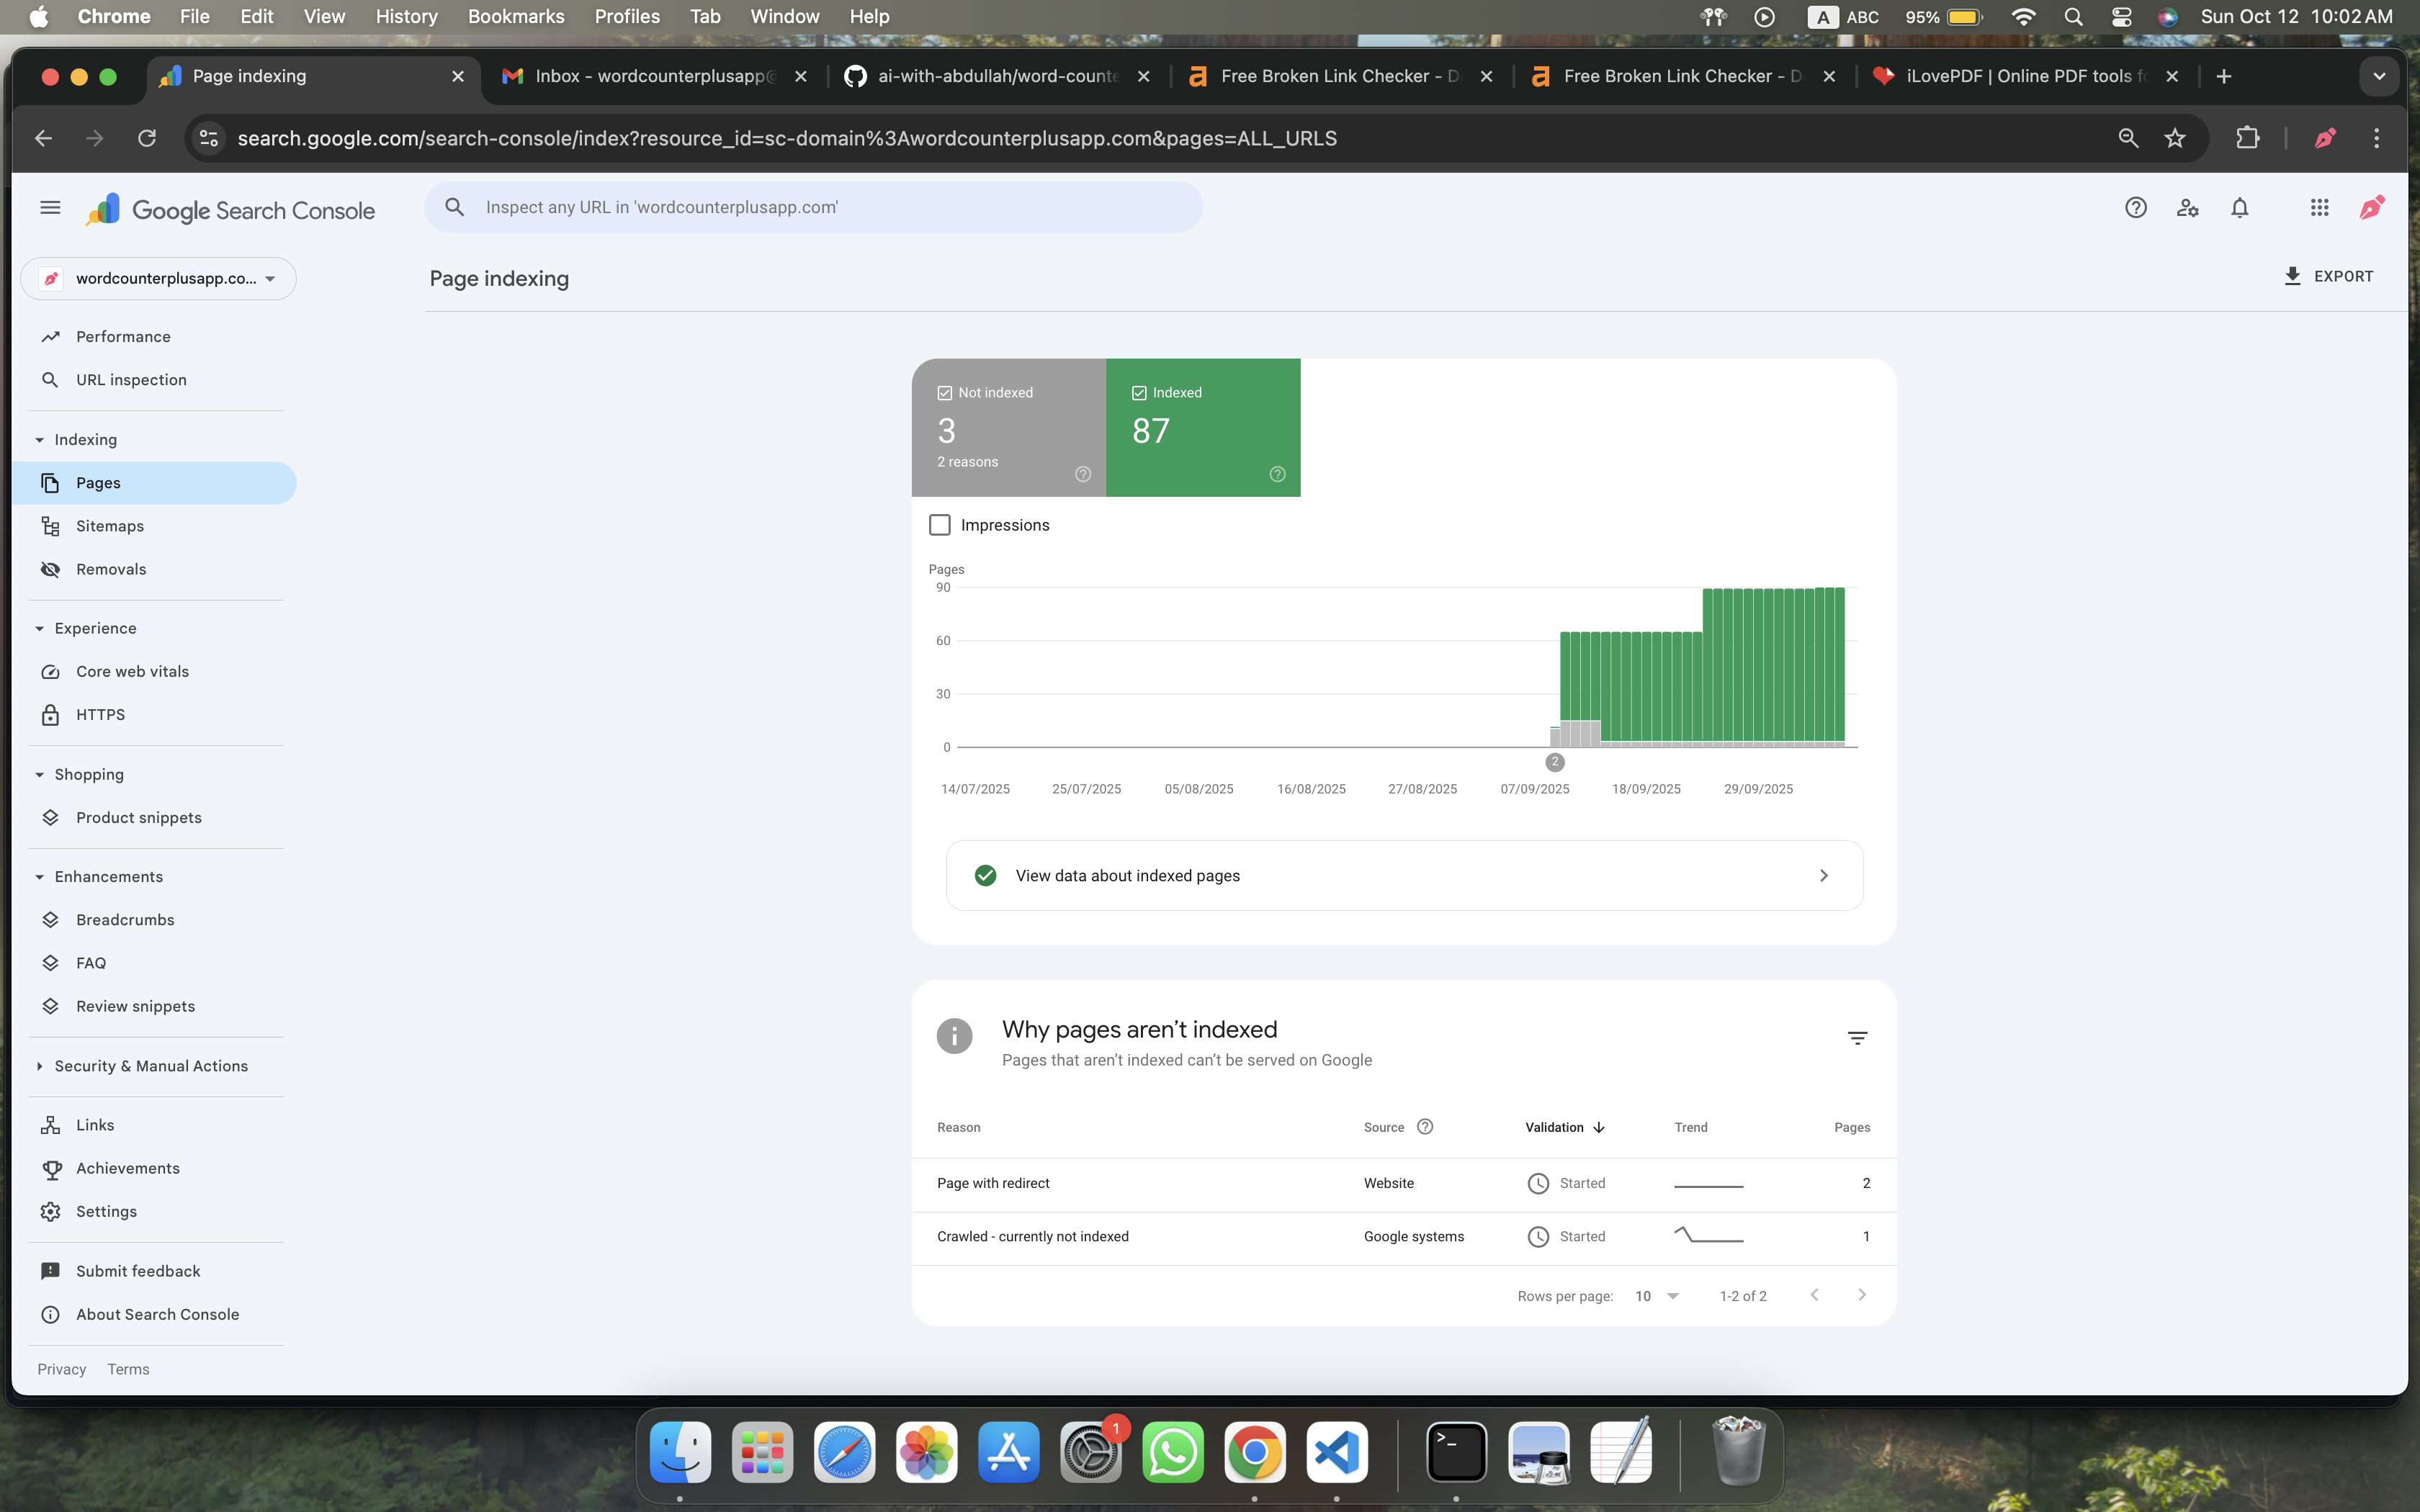 Chrome File Edit View History Bookmarks Profiles Tab Window Help
A ABC 95% Sun Oct 12 10:02 AM
Page indexing
Inbox - wordcounterplusapp@
ai-with-abdullah/word-counte
Free Broken Link Checker - D
Free Broken Link Checker - D
iLovePDF | Online PDF tools fo
search.google.com/search-console/index?resource_id=sc-domain%3Awordcounterplusapp.com&pages=ALL_URLS
Google Search Console
Inspect any URL in 'wordcounterplusapp.com'
wordcounterplusapp.co...
Page indexing
EXPORT
Performance
URL inspection
Indexing
Pages
Sitemaps
Removals
Experience
Core web vitals
HTTPS
Shopping
Product snippets
Enhancements
Breadcrumbs
FAQ
Review snippets
Security & Manual Actions
Links
Achievements
Settings
Submit feedback
About Search Console
Privacy Terms
Not indexed
3
2 reasons
Indexed
87
Impressions
Pages
90
60
30
0
2
14/07/2025 25/07/2025 05/08/2025 16/08/2025 27/08/2025 07/09/2025 18/09/2025 29/09/2025
View data about indexed pages
Why pages aren’t indexed
Pages that aren’t indexed can’t be served on Google
Reason Source Validation Trend Pages
Page with redirect Website Started 2
Crawled - currently not indexed Google systems Started 1
Rows per page: 10 1-2 of 2
1